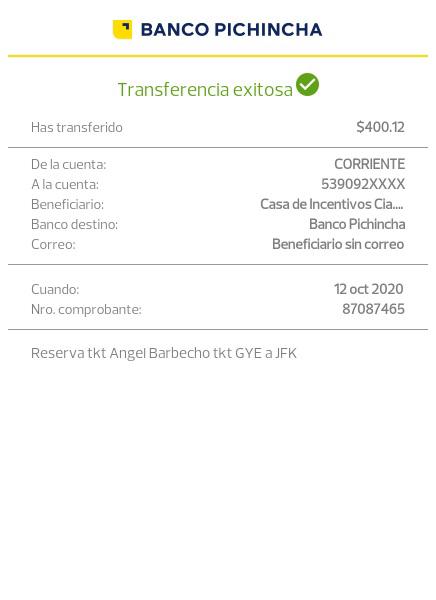 BANCO PICHINCHA
Transferencia exitosa
Has transferido $400.12
De la cuenta: CORRIENTE
A la cuenta: 539092XXXX
Beneficiario: Casa de Incentivos Cia....
Banco destino: Banco Pichincha
Correo: Beneficiario sin correo
Cuando: 12 oct 2020
Nro. comprobante: 87087465
Reserva tkt Angel Barbecho tkt GYE a JFK